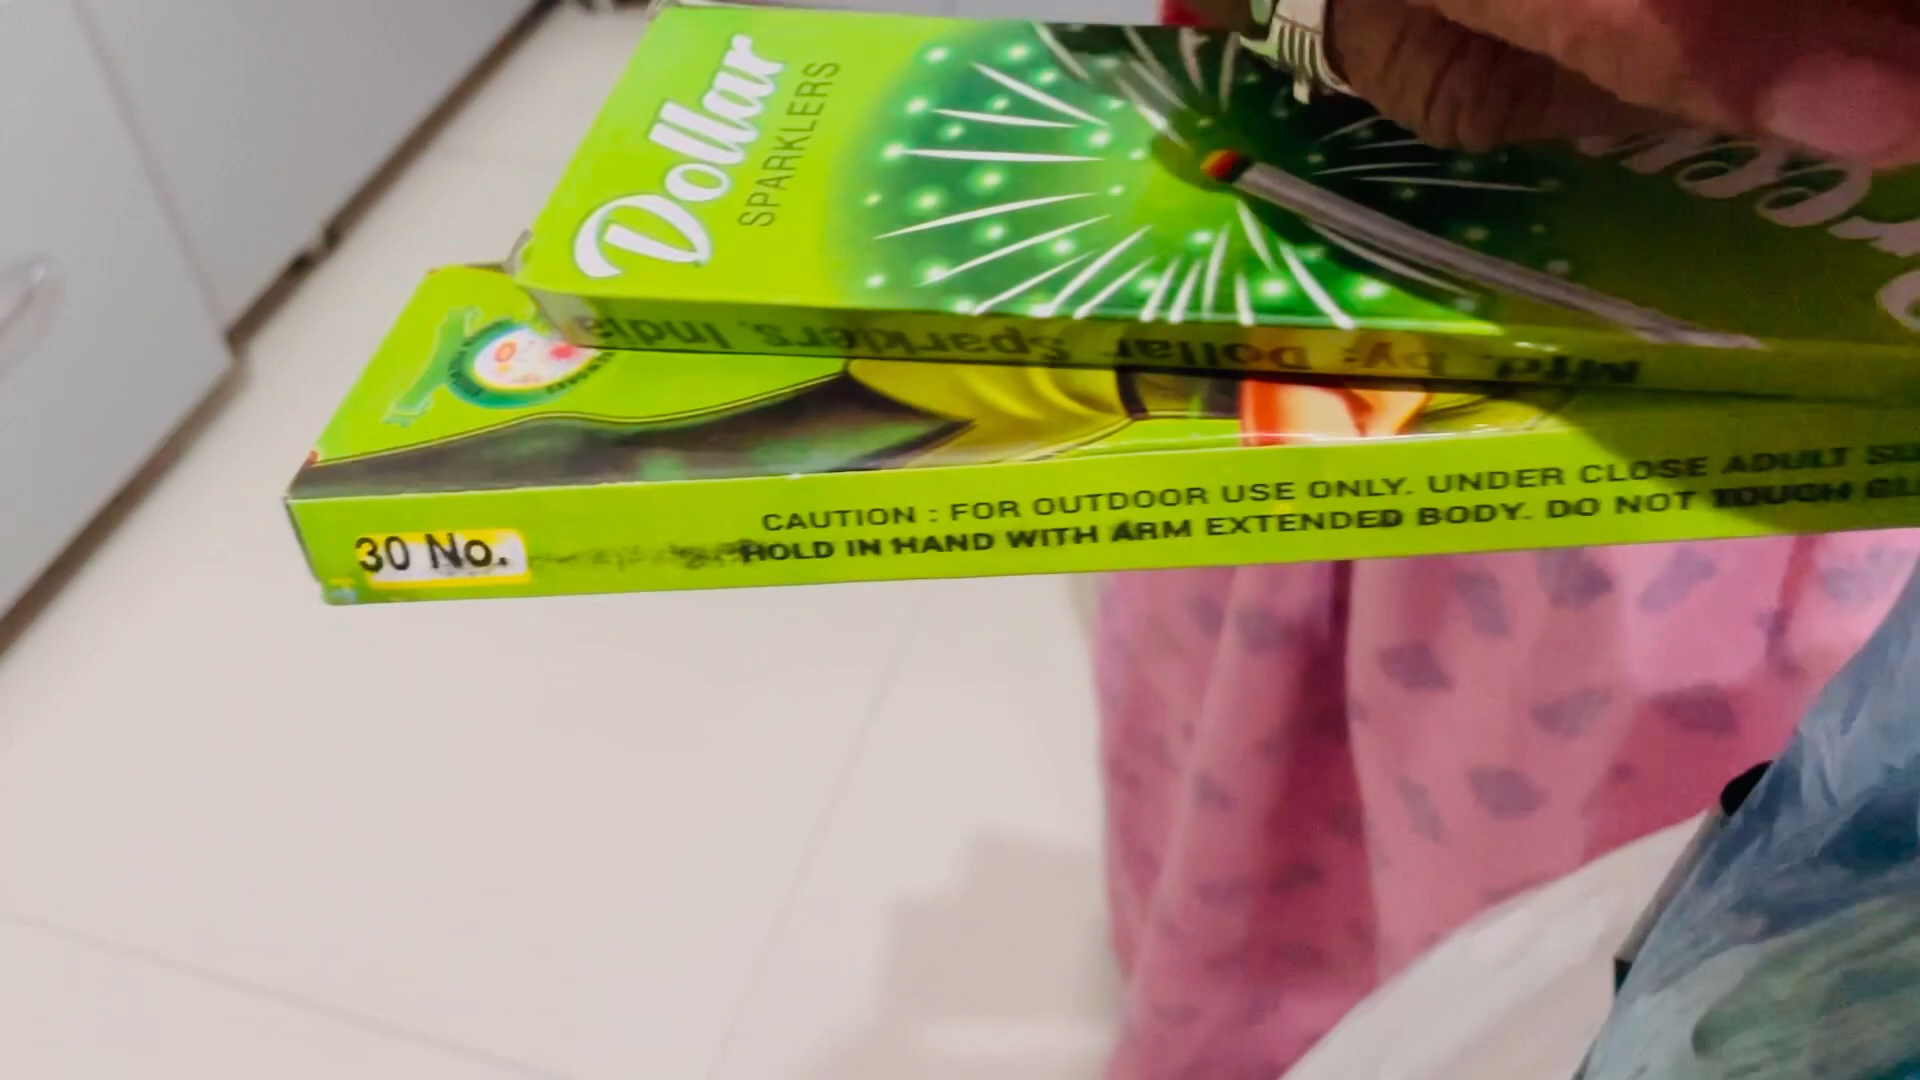 Dollar
SPARKLERS
Mfd. by: Dollar Sparklers, India
30 No.
CAUTION : FOR OUTDOOR USE ONLY. UNDER CLOSE ADULT
HOLD IN HAND WITH ARM EXTENDED BODY. DO NOT TOUCH